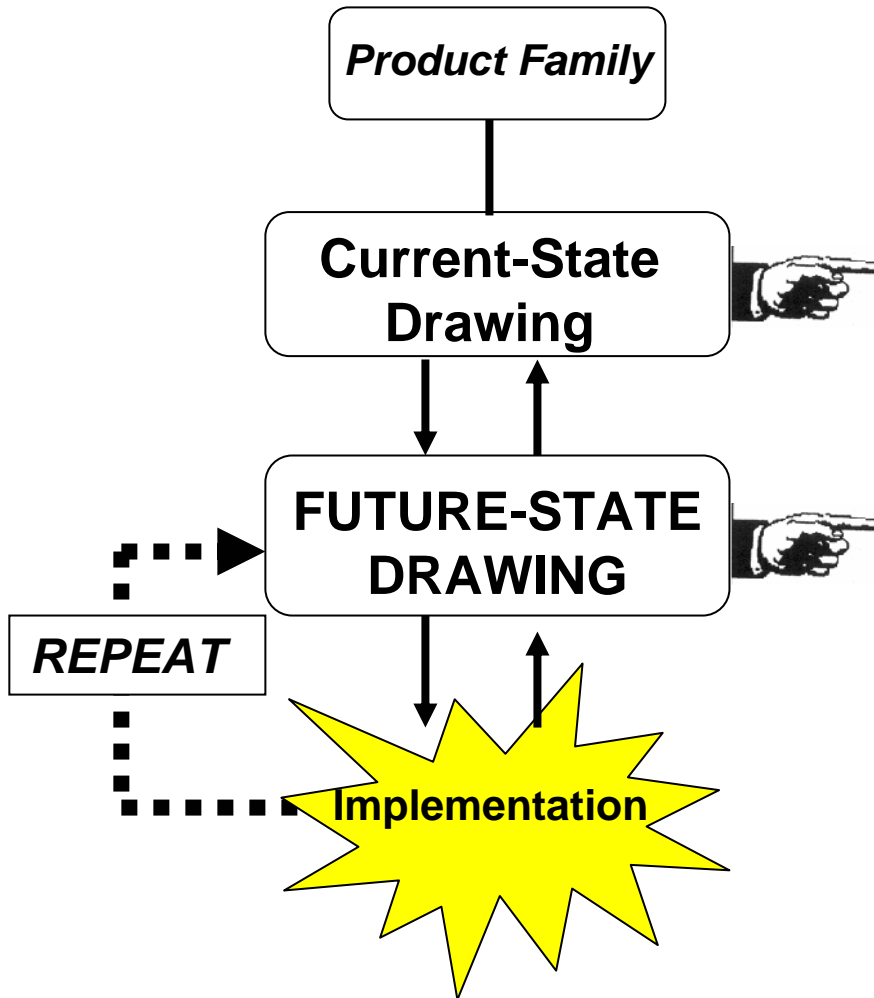 Product Family
Current-State
Drawing
FUTURE-STATE
DRAWING
REPEAT
Implementation